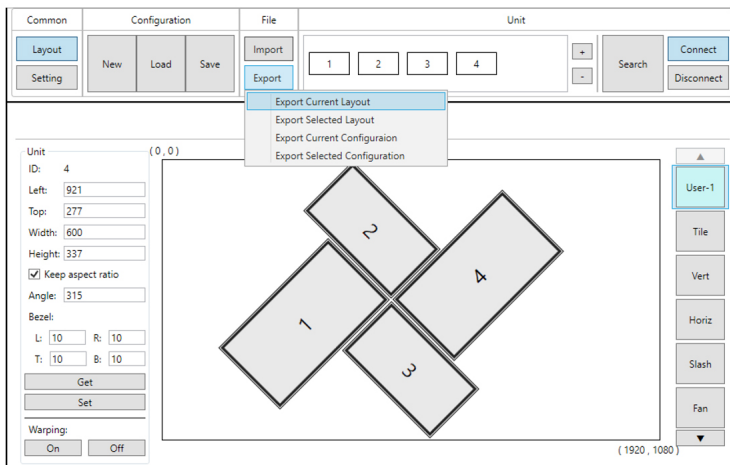 Common Configuration File Unit
Layout New Load Save Import 1 2 3 4 + Search Connect
Setting Export - Disconnect
Export Current Layout
Export Selected Layout
Export Current Configuraion
Export Selected Configuration
Unit
(0,0)
ID: 4
Left: 921
Top: 277
Width: 600
Height: 337
Keep aspect ratio
Angle: 315
Bezel:
L: 10 R: 10
T: 10 B: 10
Get
Set
Warping:
On Off
2
4
1
3
(1920, 1080)
▲
User-1
Tile
Vert
Horiz
Slash
Fan
▼